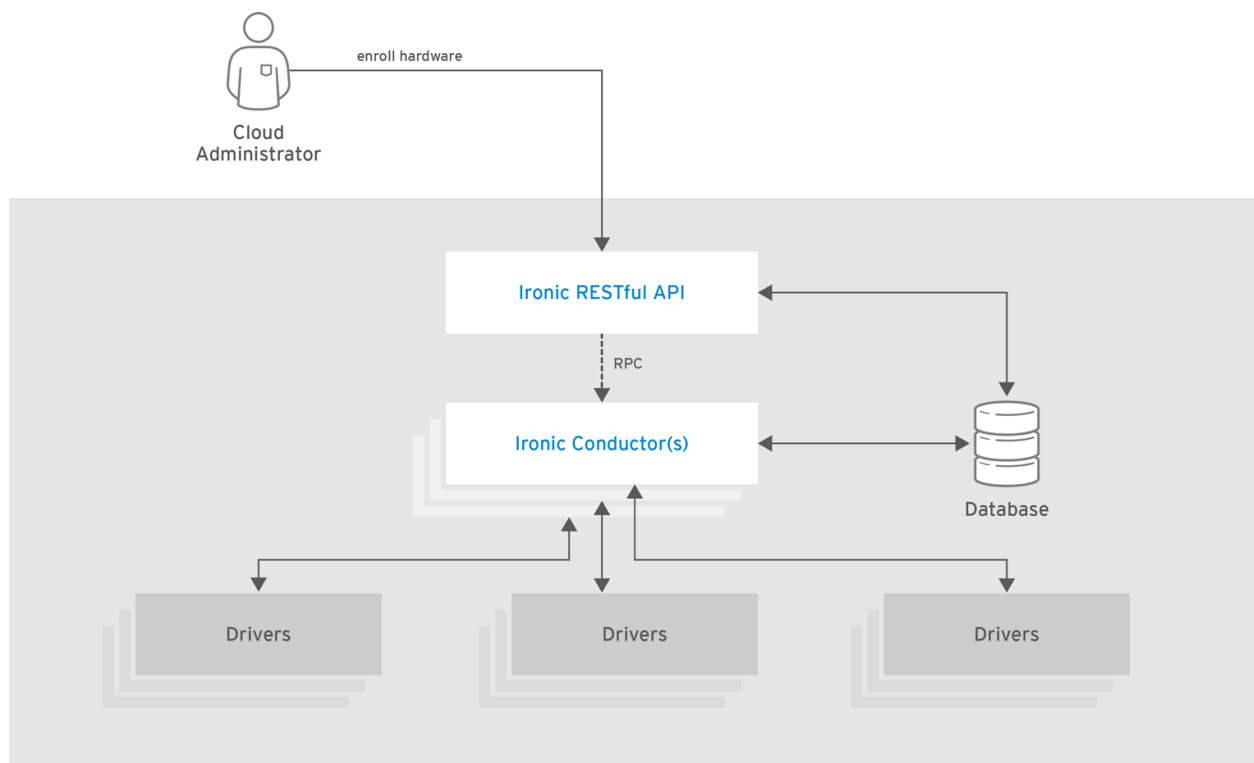 enroll hardware
Cloud
Administrator
Ironic RESTful API
RPC
Ironic Conductor(s)
Database
Drivers
Drivers
Drivers